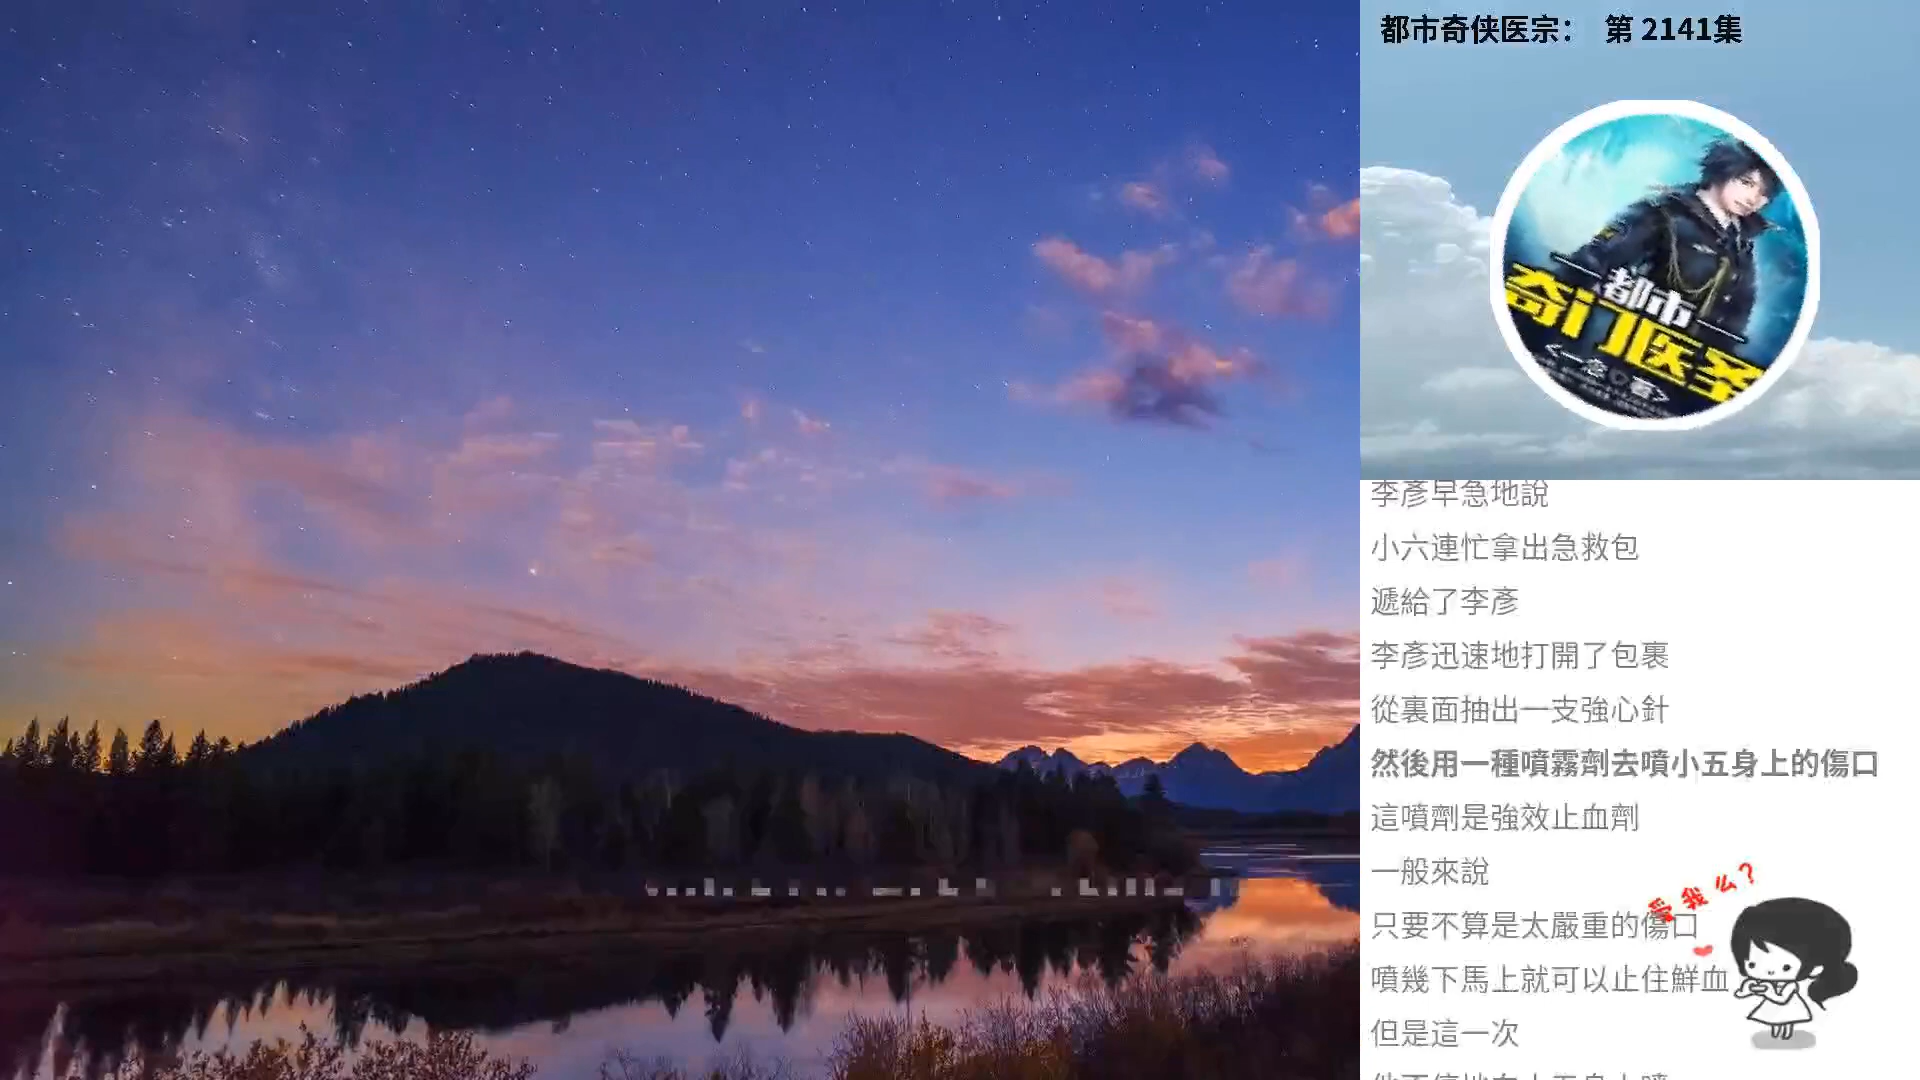 都市奇侠医宗： 第 2141集
都市
奇门医圣
李彥早急地說
小六連忙拿出急救包
遞給了李彥
李彥迅速地打開了包裹
從裏面抽出一支強心針
然後用一種噴霧劑去噴小五身上的傷口
這噴劑是強效止血劑
一般來說
爱我么？
只要不算是太嚴重的傷口
噴幾下馬上就可以止住鮮血
但是這一次